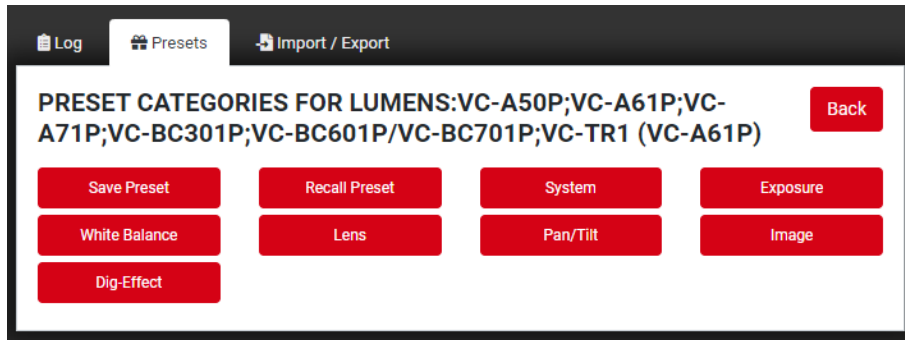 Log Presets Import / Export
PRESET CATEGORIES FOR LUMENS:VC-A50P;VC-A61P;VC-
A71P;VC-BC301P;VC-BC601P/VC-BC701P;VC-TR1 (VC-A61P)
Back
Save Preset Recall Preset System Exposure
White Balance Lens Pan/Tilt Image
Dig-Effect